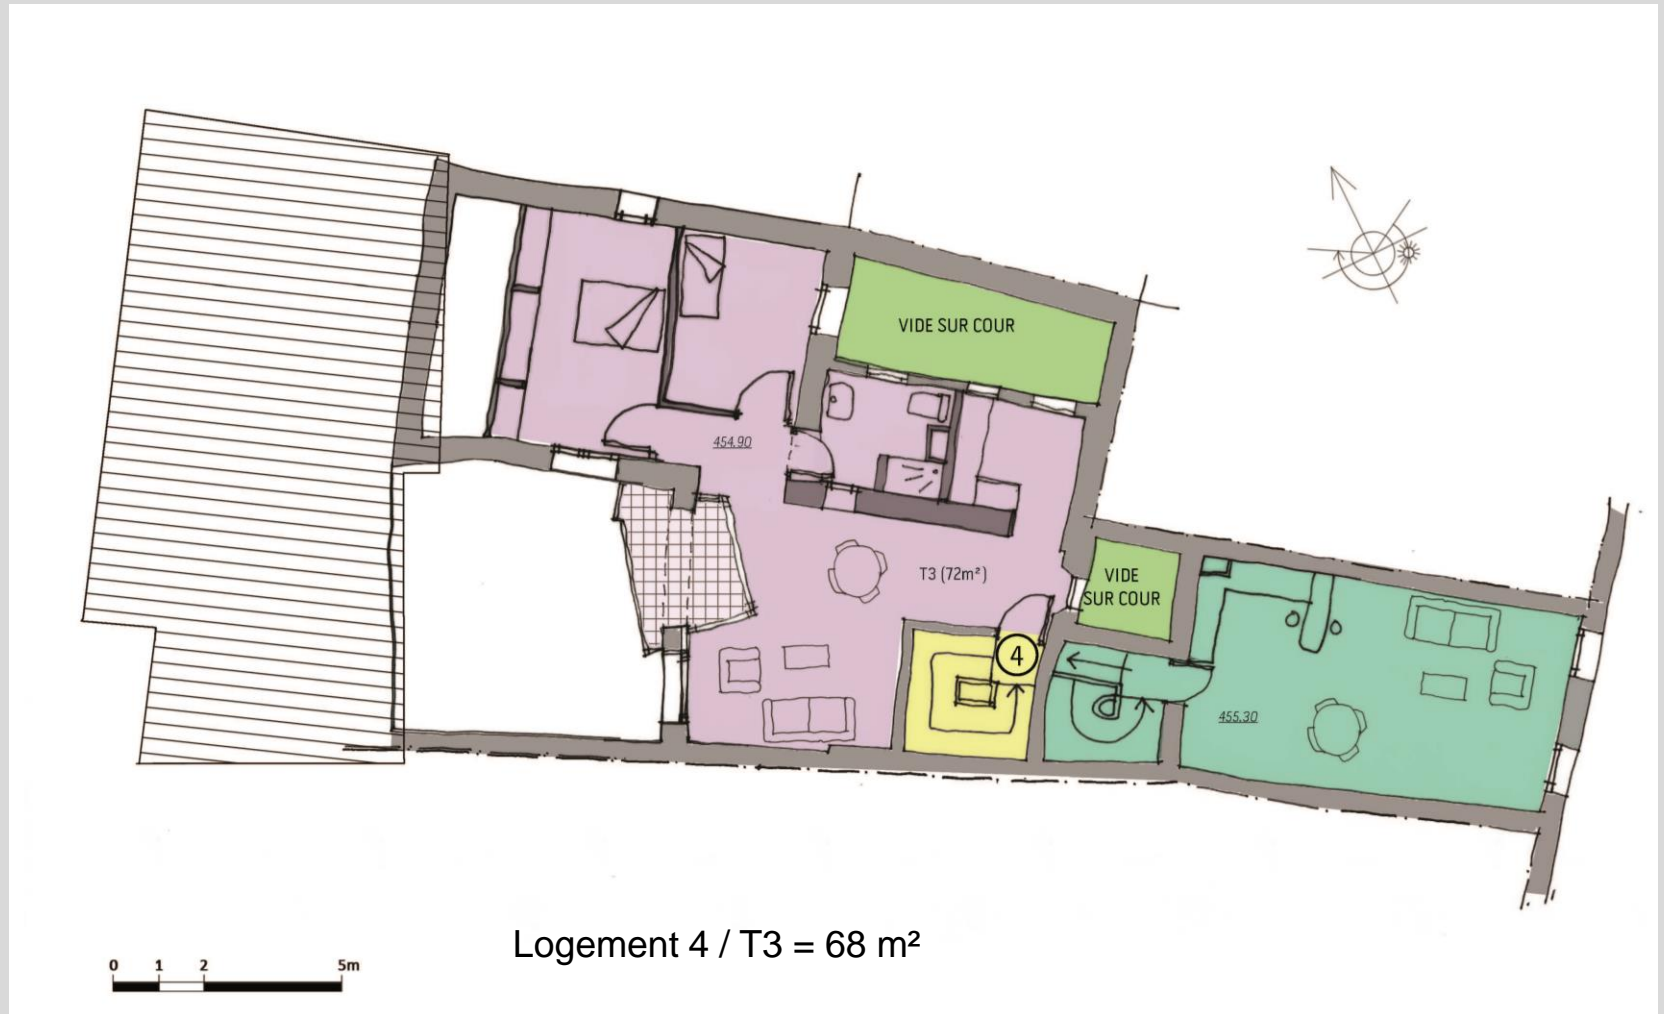 VIDE SUR COUR
454.90
T3 (72m²)
VIDE
SUR COUR
4
455.30
Logement 4 / T3 = 68 m²
0 1 2 5m